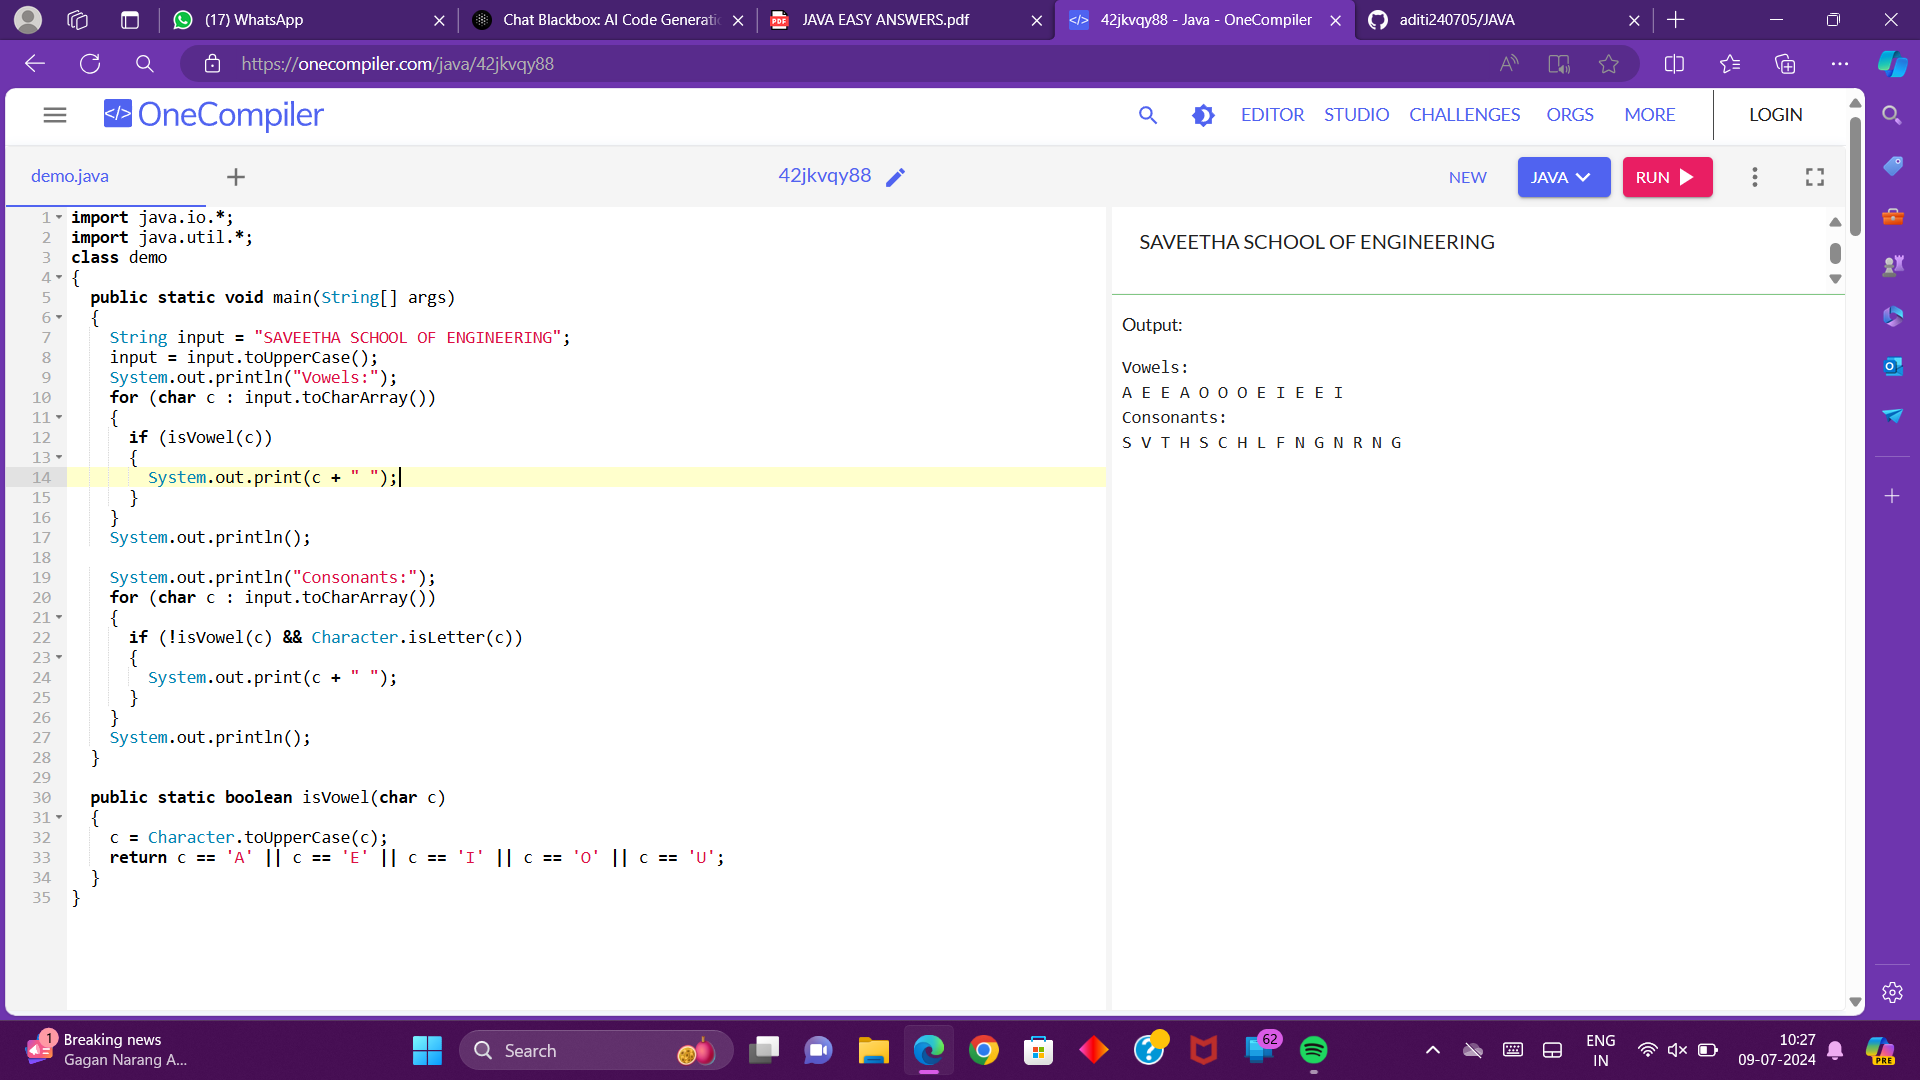 (17) WhatsApp
Chat Blackbox: AI Code Generati
JAVA EASY ANSWERS.pdf
42jkvqy88 - Java - OneCompiler
aditi240705/JAVA
https://onecompiler.com/java/42jkvqy88
</> OneCompiler
EDITOR STUDIO CHALLENGES ORGS MORE LOGIN
demo.java
42jkvqy88
NEW JAVA RUN
1 import java.io.*;
2 import java.util.*;
3 class demo
4 {
5 public static void main(String[] args)
6 {
7 String input = "SAVEETHA SCHOOL OF ENGINEERING";
8 input = input.toUpperCase();
9 System.out.println("Vowels:");
10 for (char c : input.toCharArray())
11 {
12 if (isVowel(c))
13 {
14 System.out.print(c + " ");
15 }
16 }
17 System.out.println();
18
19 System.out.println("Consonants:");
20 for (char c : input.toCharArray())
21 {
22 if (!isVowel(c) && Character.isLetter(c))
23 {
24 System.out.print(c + " ");
25 }
26 }
27 System.out.println();
28 }
29
30 public static boolean isVowel(char c)
31 {
32 c = Character.toUpperCase(c);
33 return c == 'A' || c == 'E' || c == 'I' || c == 'O' || c == 'U';
34 }
35 }
SAVEETHA SCHOOL OF ENGINEERING
Output:
Vowels:
A E E A O O O E I E E I
Consonants:
S V T H S C H L F N G N R N G
1
Breaking news
Gagan Narang A...
Search
62
ENG
IN
10:27
09-07-2024
PRE